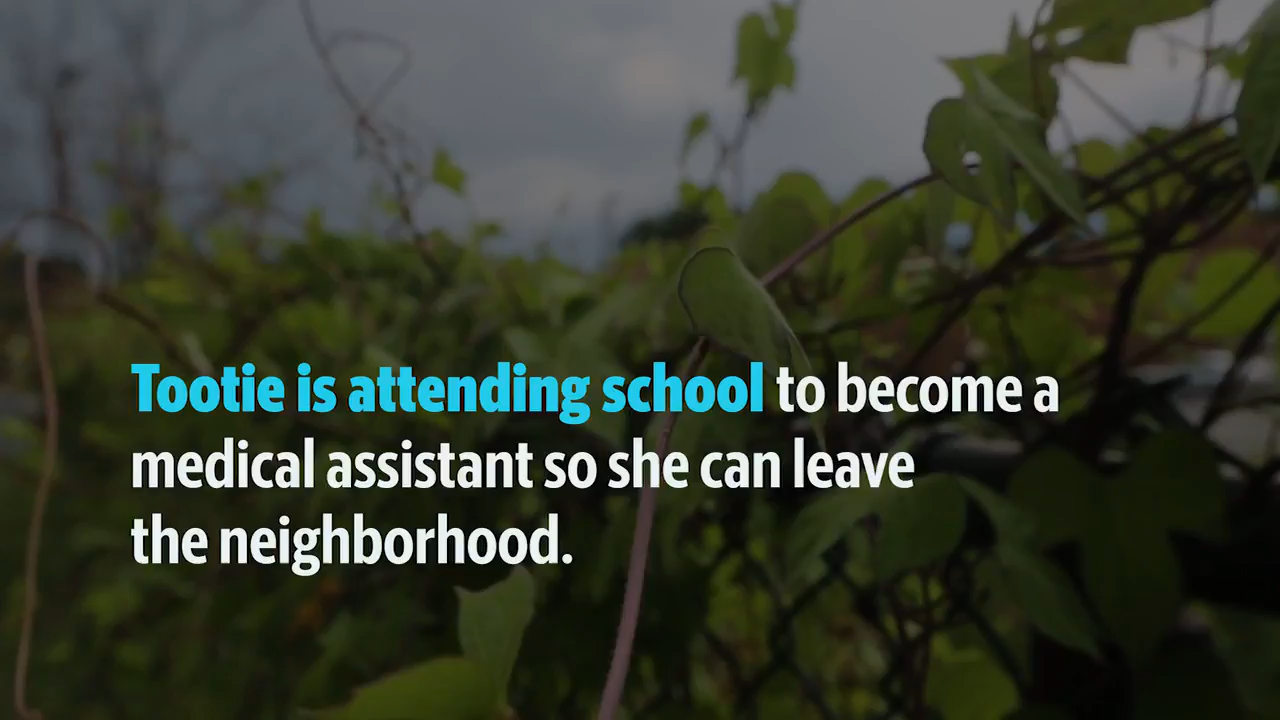 Tootie is attending school to become a
medical assistant so she can leave
the neighborhood.